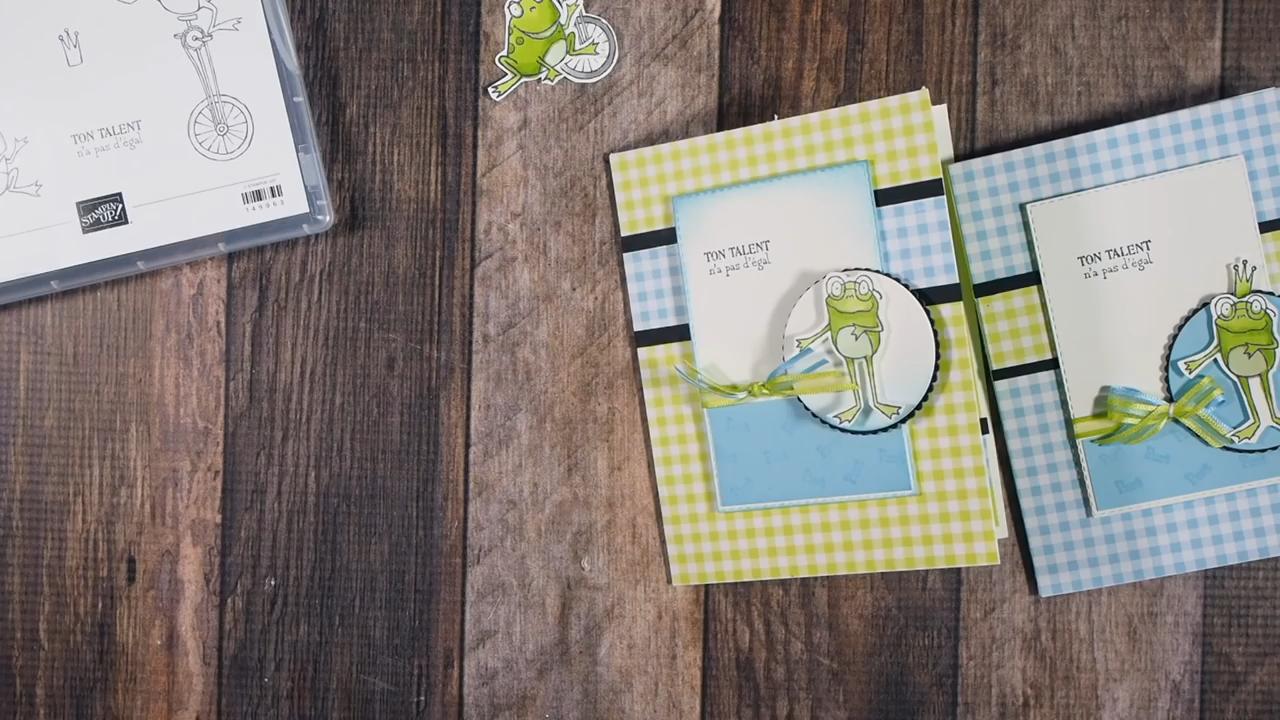 TON TALENT
n'a pas d'égal
STAMPIN'
UP!
149963
TON TALENT
n'a pas d'égal
TON TALENT
n'a pas d'égal